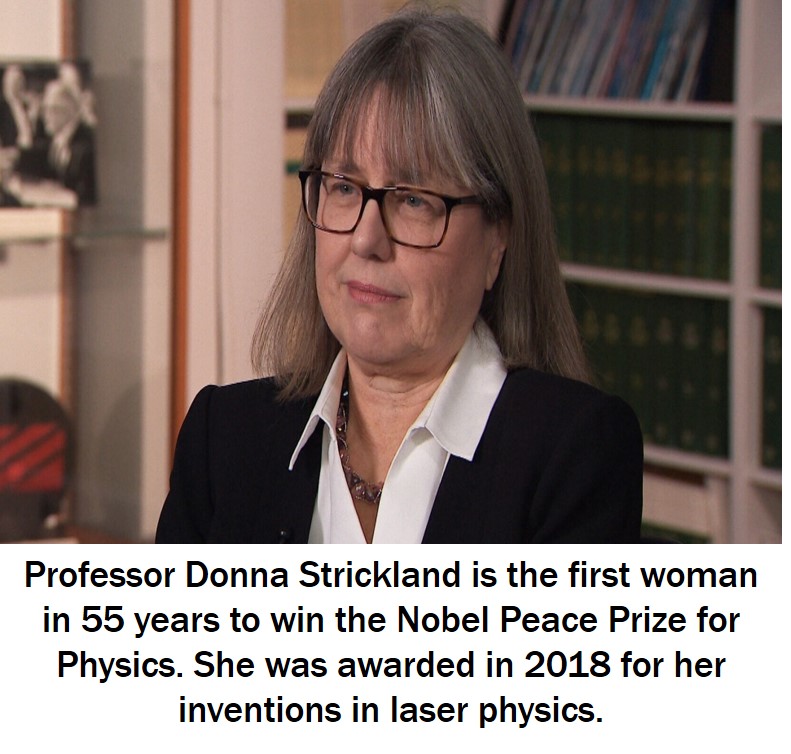 Professor Donna Strickland is the first woman
in 55 years to win the Nobel Peace Prize for
Physics. She was awarded in 2018 for her
inventions in laser physics.